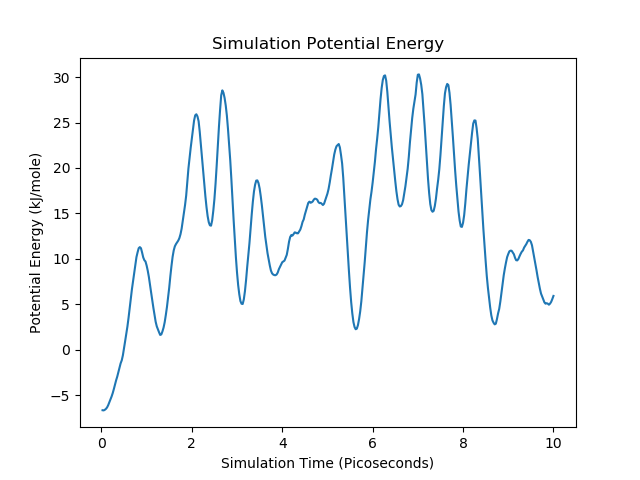 Simulation Potential Energy
Potential Energy (kJ/mole)
30
25
20
15
10
5
0
−5
0 2 4 6 8 10
Simulation Time (Picoseconds)